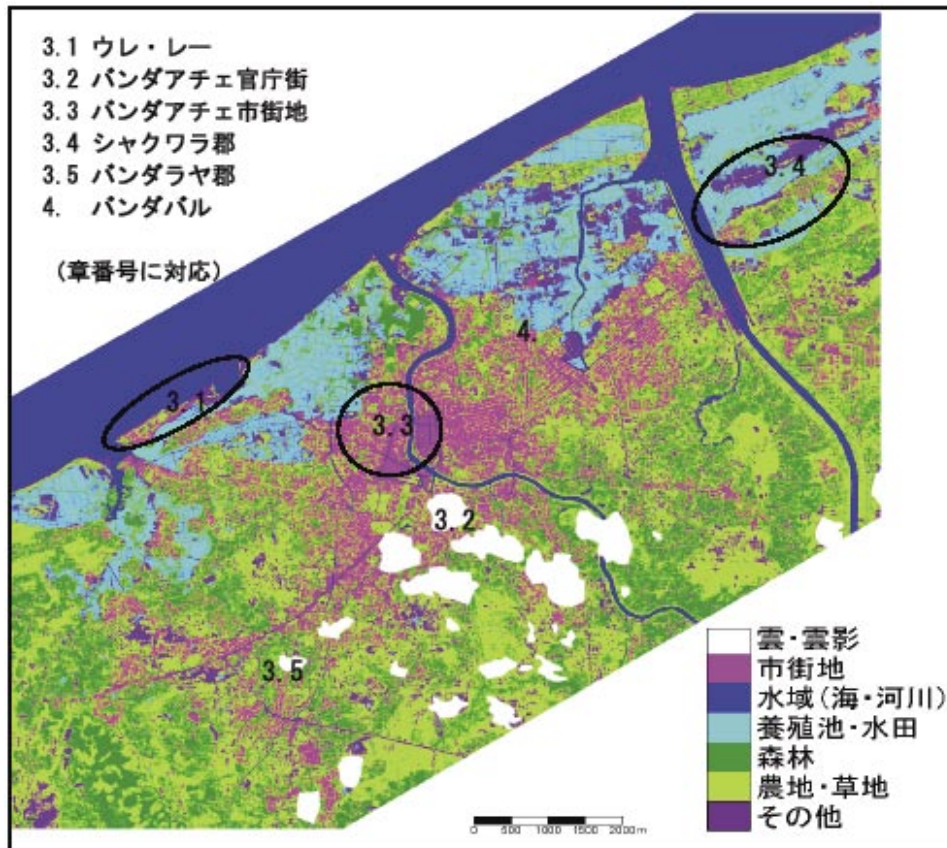 3.1 ウレ・レー
3.2 バンダアチェ官庁街
3.3 バンダアチェ市街地
3.4 シャクワラ郡
3.5 バンダラヤ郡
4. バンダバル
(章番号に対応)
3.4
4.
3.1
3.3
3.2
3.5
雲・雲影
市街地
水域(海・河川)
養殖池・水田
森林
農地・草地
その他
0 500 1000 1500 2000m